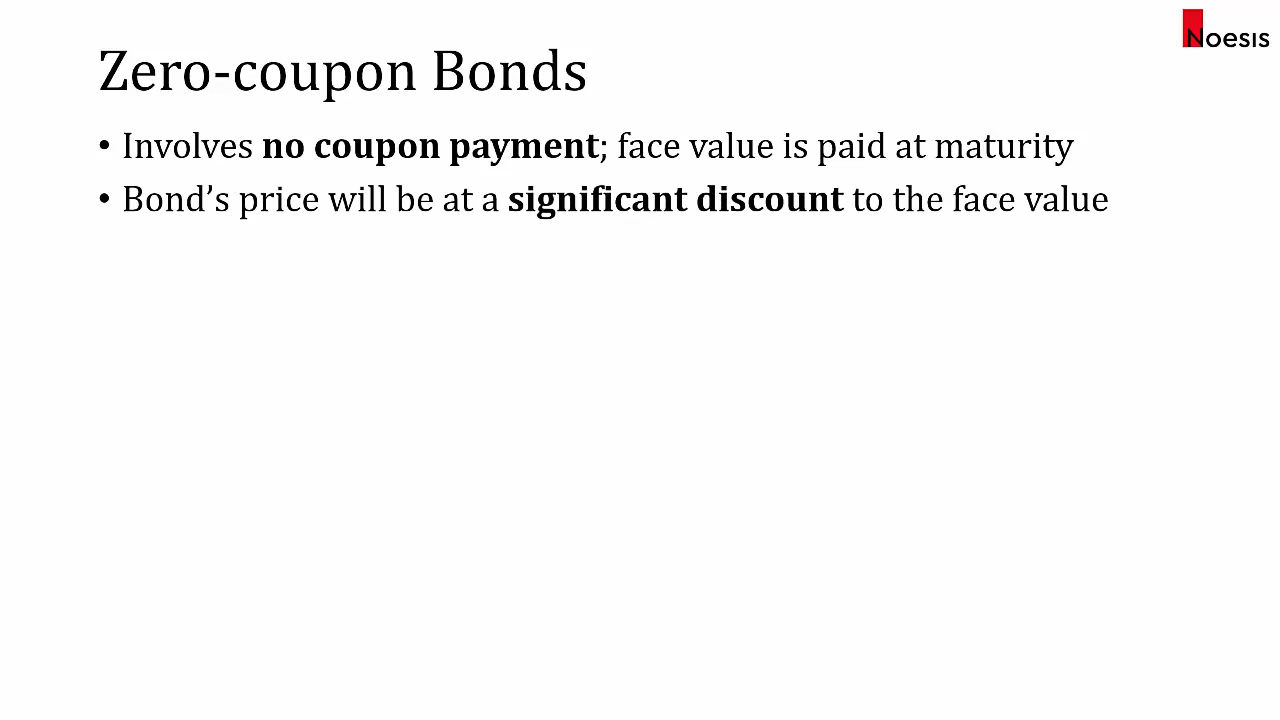 Noesis
Zero-coupon Bonds
• Involves no coupon payment; face value is paid at maturity
• Bond’s price will be at a significant discount to the face value